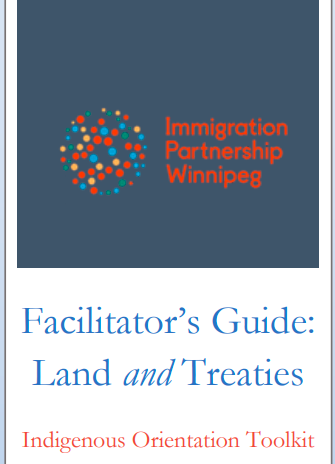 Immigration
Partnership
Winnipeg
Facilitator's Guide:
Land and Treaties
Indigenous Orientation Toolkit